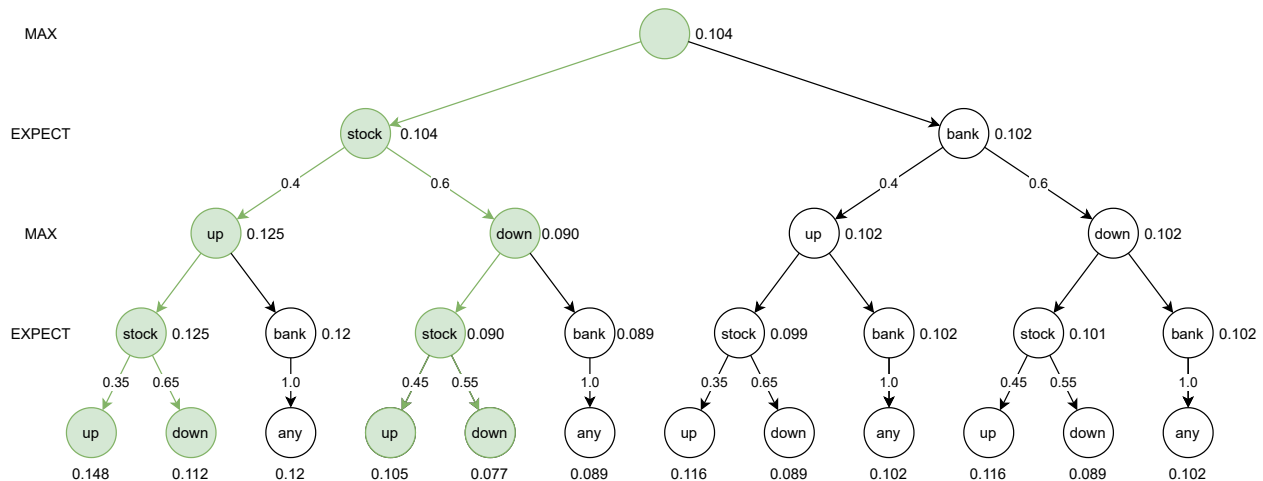 MAX 0.104
EXPECT stock 0.104 bank 0.102
0.4 0.6 0.4 0.6
MAX up 0.125 down 0.090 up 0.102 down 0.102
EXPECT stock 0.125 bank 0.12 stock 0.090 bank 0.089 stock 0.099 bank 0.102 stock 0.101 bank 0.102
0.35 0.65 1.0 0.45 0.55 1.0 0.35 0.65 1.0 0.45 0.55 1.0
up down any up down any up down any up down any
0.148 0.112 0.12 0.105 0.077 0.089 0.116 0.089 0.102 0.116 0.089 0.102